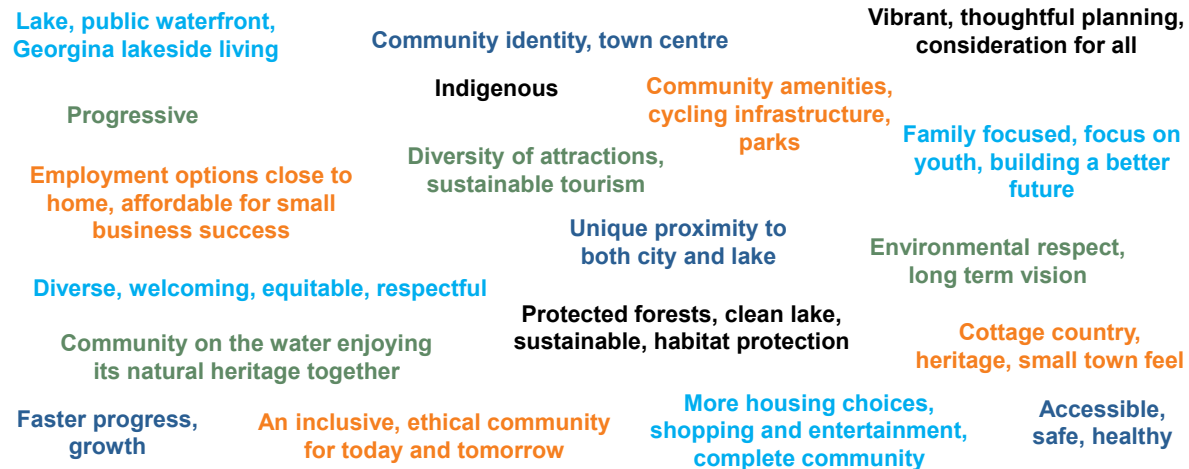 Lake, public waterfront,
Georgina lakeside living
Community identity, town centre
Vibrant, thoughtful planning,
consideration for all
Indigenous
Community amenities,
cycling infrastructure,
parks
Progressive
Family focused, focus on
youth, building a better
future
Diversity of attractions,
sustainable tourism
Employment options close to
home, affordable for small
business success
Unique proximity to
both city and lake
Environmental respect,
long term vision
Diverse, welcoming, equitable, respectful
Protected forests, clean lake,
sustainable, habitat protection
Cottage country,
heritage, small town feel
Community on the water enjoying
its natural heritage together
Faster progress,
growth
An inclusive, ethical community
for today and tomorrow
More housing choices,
shopping and entertainment,
complete community
Accessible,
safe, healthy